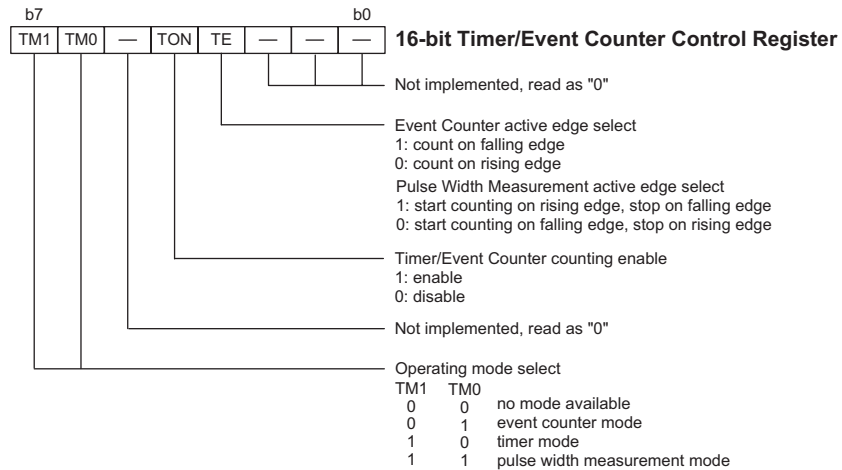 b7 b0
TM1 TM0 — TON TE — — —
16-bit Timer/Event Counter Control Register
Not implemented, read as "0"
Event Counter active edge select
1: count on falling edge
0: count on rising edge
Pulse Width Measurement active edge select
1: start counting on rising edge, stop on falling edge
0: start counting on falling edge, stop on rising edge
Timer/Event Counter counting enable
1: enable
0: disable
Not implemented, read as "0"
Operating mode select
TM1 TM0
0 0 no mode available
0 1 event counter mode
1 0 timer mode
1 1 pulse width measurement mode